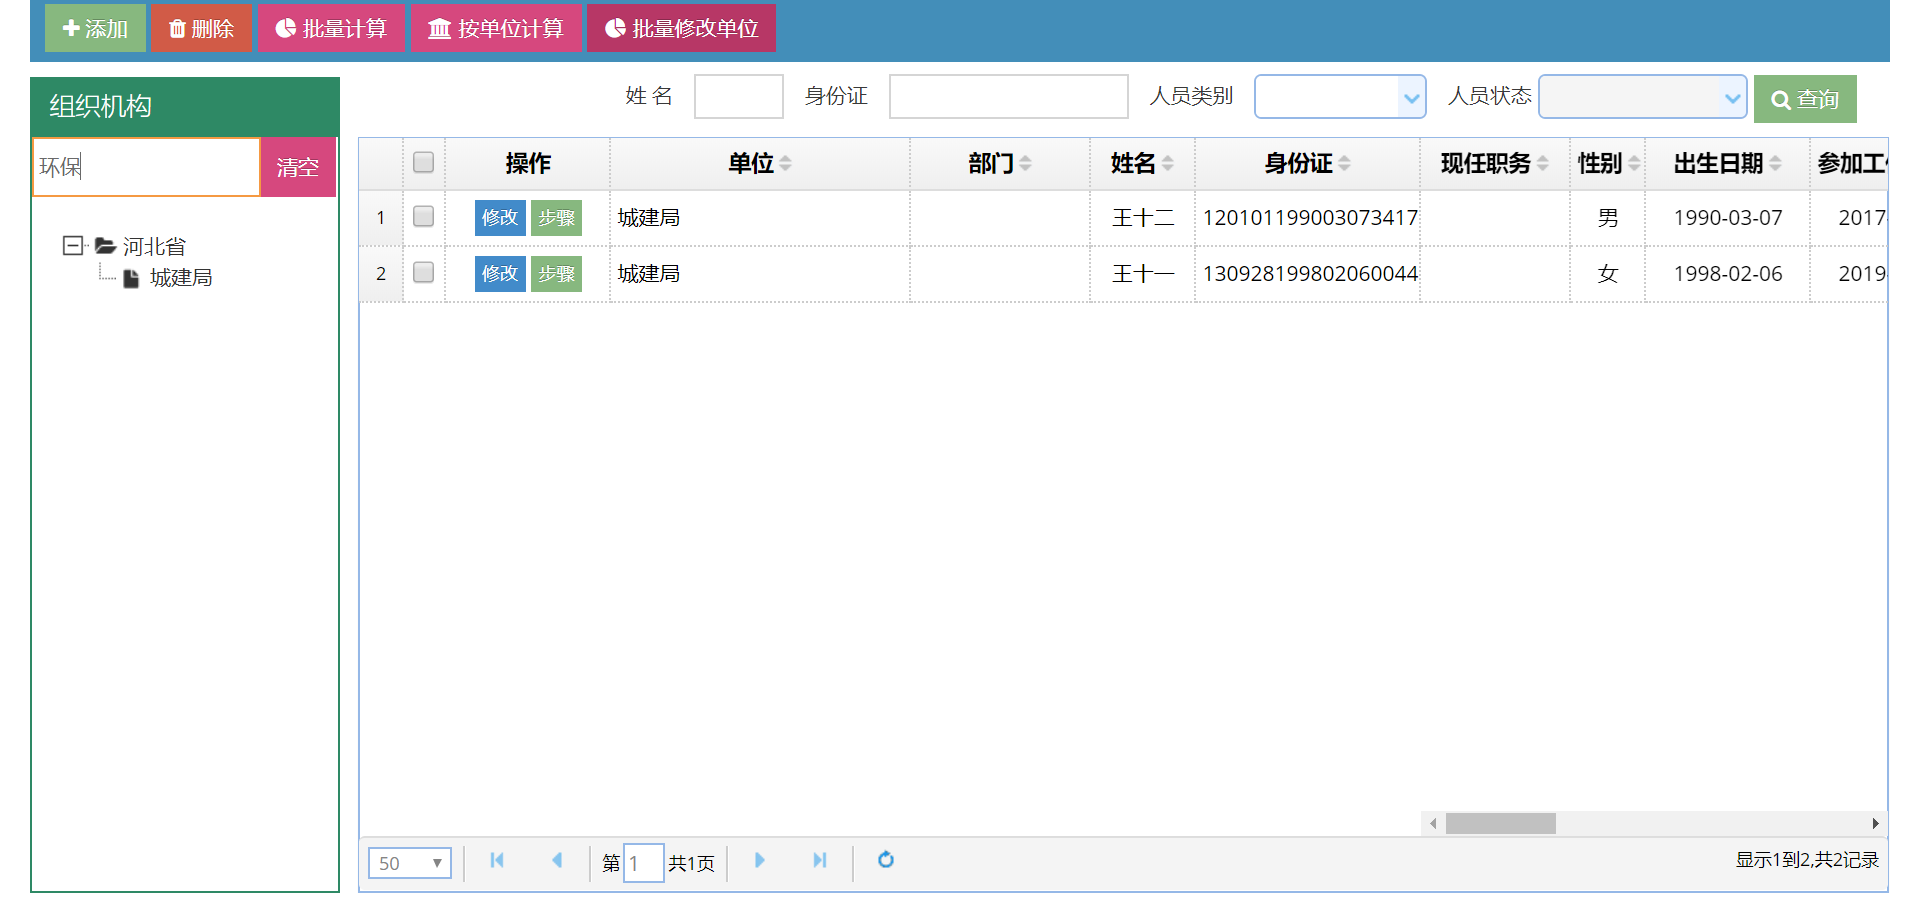 添加 删除 批量计算 按单位计算 批量修改单位
组织机构
姓 名 身份证 人员类别 人员状态 查询
环保 清空
河北省
城建局
操作 单位 部门 姓名 身份证 现任职务 性别 出生日期 参加工
1 修改 步骤 城建局 王十二 120101199003073417 男 1990-03-07 2017
2 修改 步骤 城建局 王十一 130928199802060044 女 1998-02-06 2019
50 第 1 共1页 显示1到2,共2记录